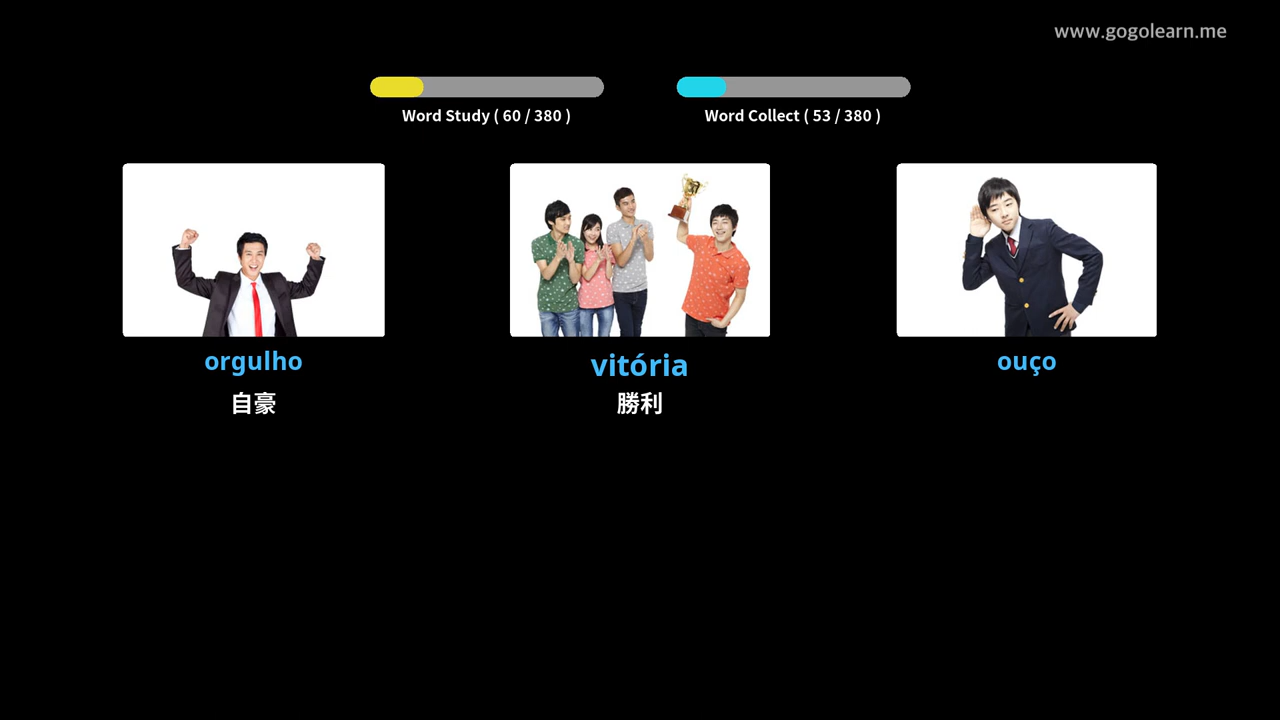 www.gogolearn.me
Word Study ( 60 / 380 )
Word Collect ( 53 / 380 )
orgulho
自豪
vitória
勝利
ouço